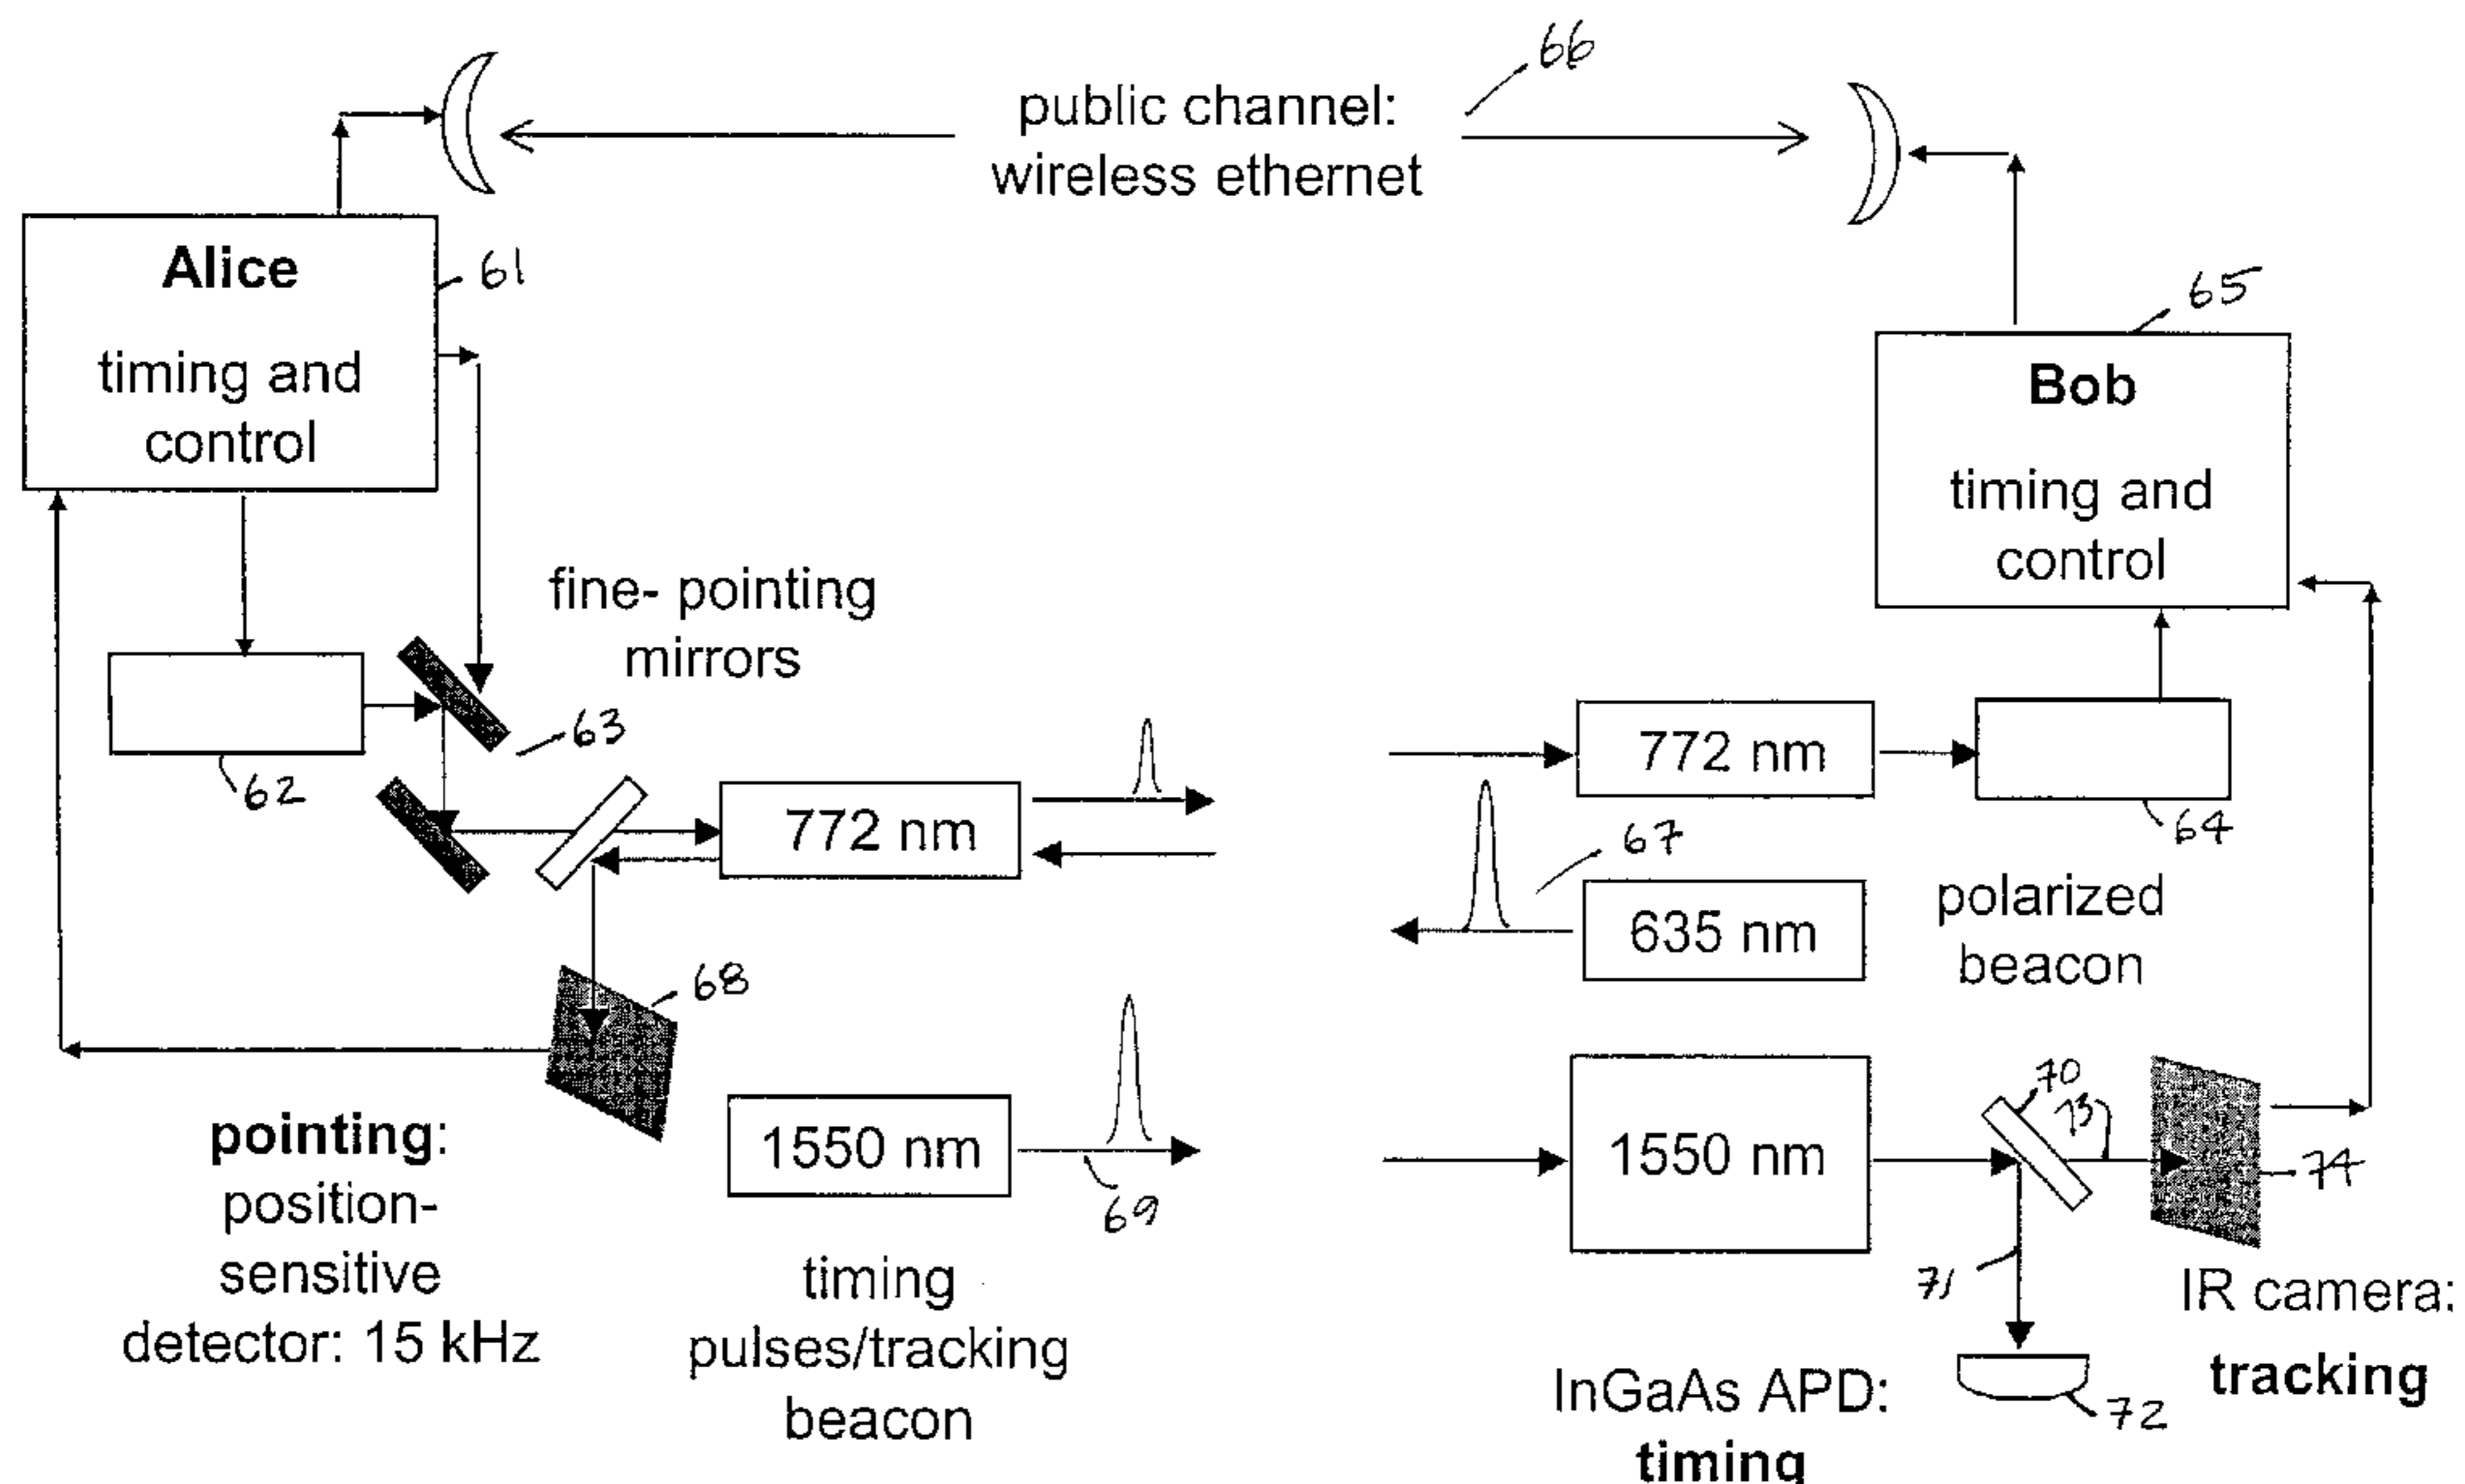 66
public channel:
wireless ethernet
Alice
timing and
control
61
65
Bob
timing and
control
fine- pointing
mirrors
63
62
772 nm
772 nm
64
67
635 nm
polarized
beacon
68
pointing:
position-
sensitive
detector: 15 kHz
1550 nm
69
timing
pulses/tracking
beacon
1550 nm
70
73
74
71
72
IR camera:
tracking
InGaAs APD:
timing